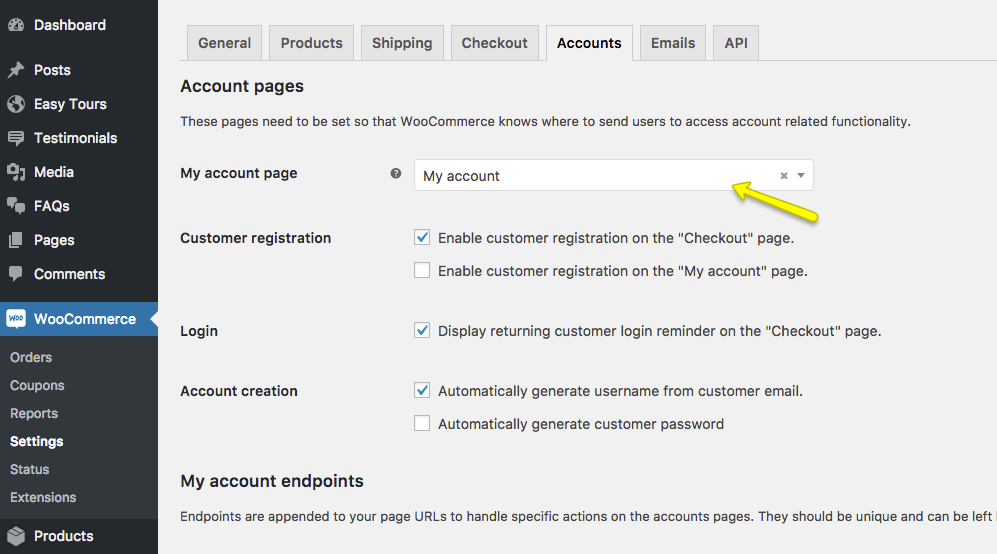 Dashboard
Posts
Easy Tours
Testimonials
Media
FAQs
Pages
Comments
WOO
WooCommerce
Orders
Coupons
Reports
Settings
Status
Extensions
Products
General Products Shipping Checkout Accounts Emails API
Account pages
These pages need to be set so that WooCommerce knows where to send users to access account related functionality.
My account page ? My account × 
Customer registration Enable customer registration on the "Checkout" page.
Enable customer registration on the "My account" page.
Login Display returning customer login reminder on the "Checkout" page.
Account creation Automatically generate username from customer email.
Automatically generate customer password
My account endpoints
Endpoints are appended to your page URLs to handle specific actions on the accounts pages. They should be unique and can be left